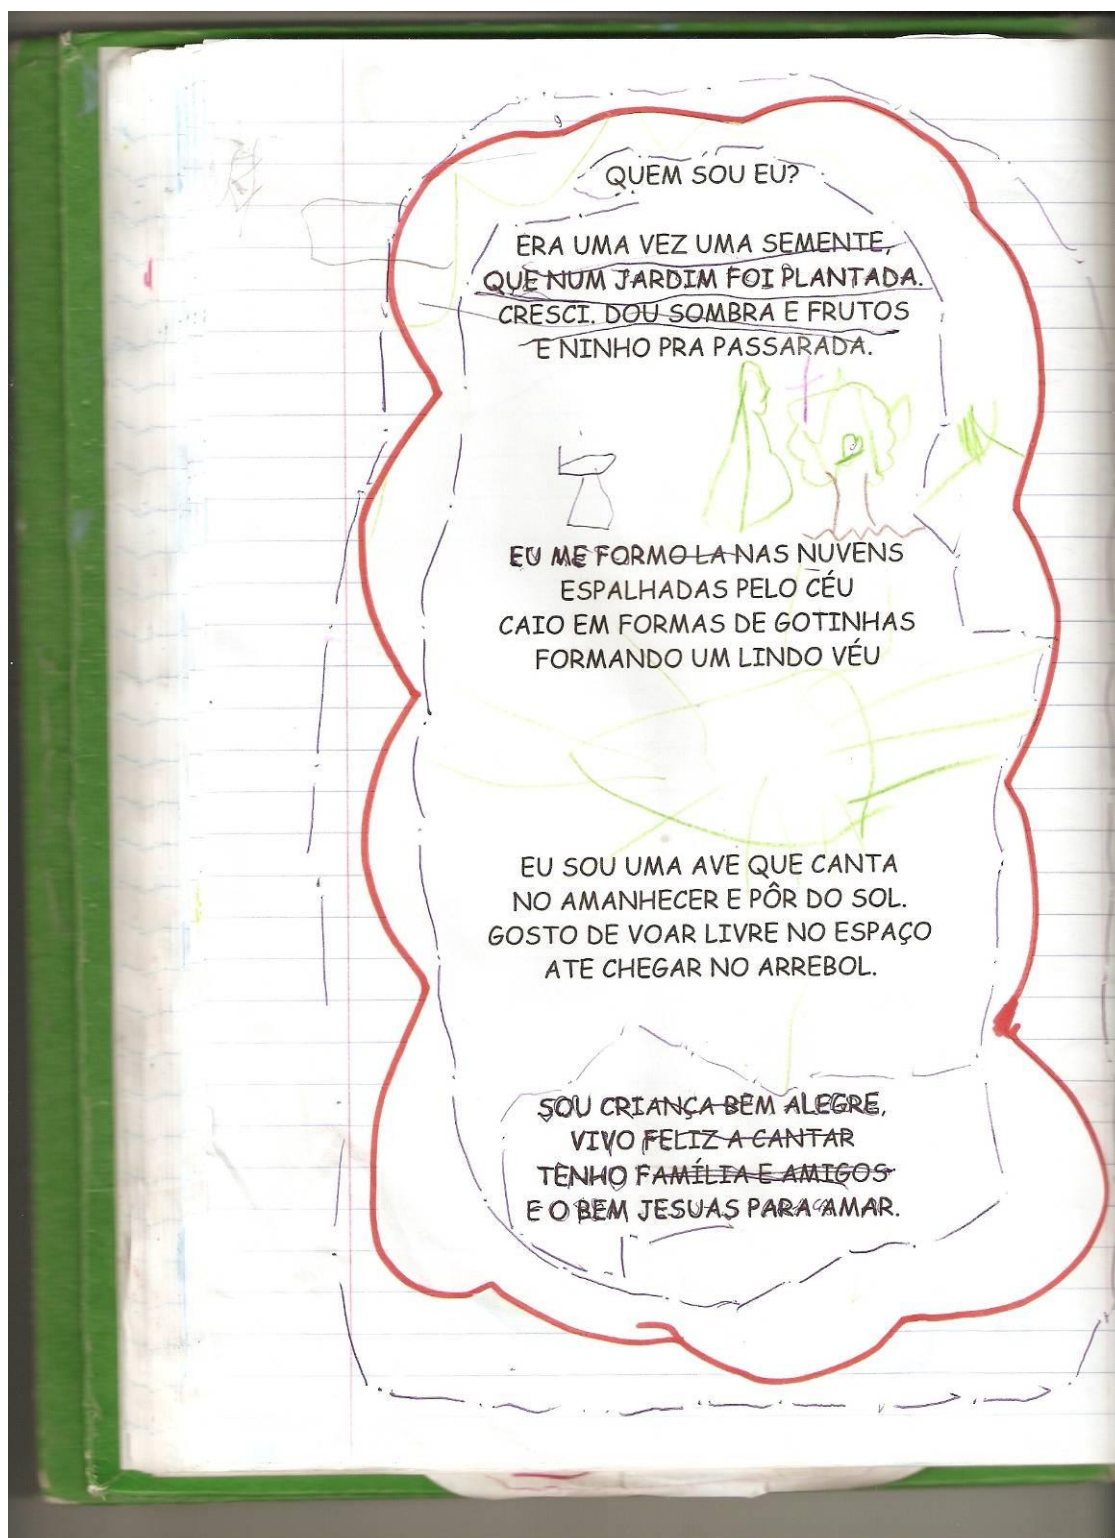 QUEM SOU EU?
ERA UMA VEZ UMA SEMENTE,
QUE NUM JARDIM FOI PLANTADA.
CRESCI. DOU SOMBRA E FRUTOS
E NINHO PRA PASSARADA.
EU ME FORMO LA NAS NUVENS
ESPALHADAS PELO CÉU
CAIO EM FORMAS DE GOTINHAS
FORMANDO UM LINDO VÉU
EU SOU UMA AVE QUE CANTA
NO AMANHECER E PÔR DO SOL.
GOSTO DE VOAR LIVRE NO ESPAÇO
ATE CHEGAR NO ARREBOL.
SOU CRIANÇA BEM ALEGRE,
VIVO FELIZ A CANTAR
TENHO FAMÍLIA E AMIGOS
E O BEM JESUAS PARA AMAR.